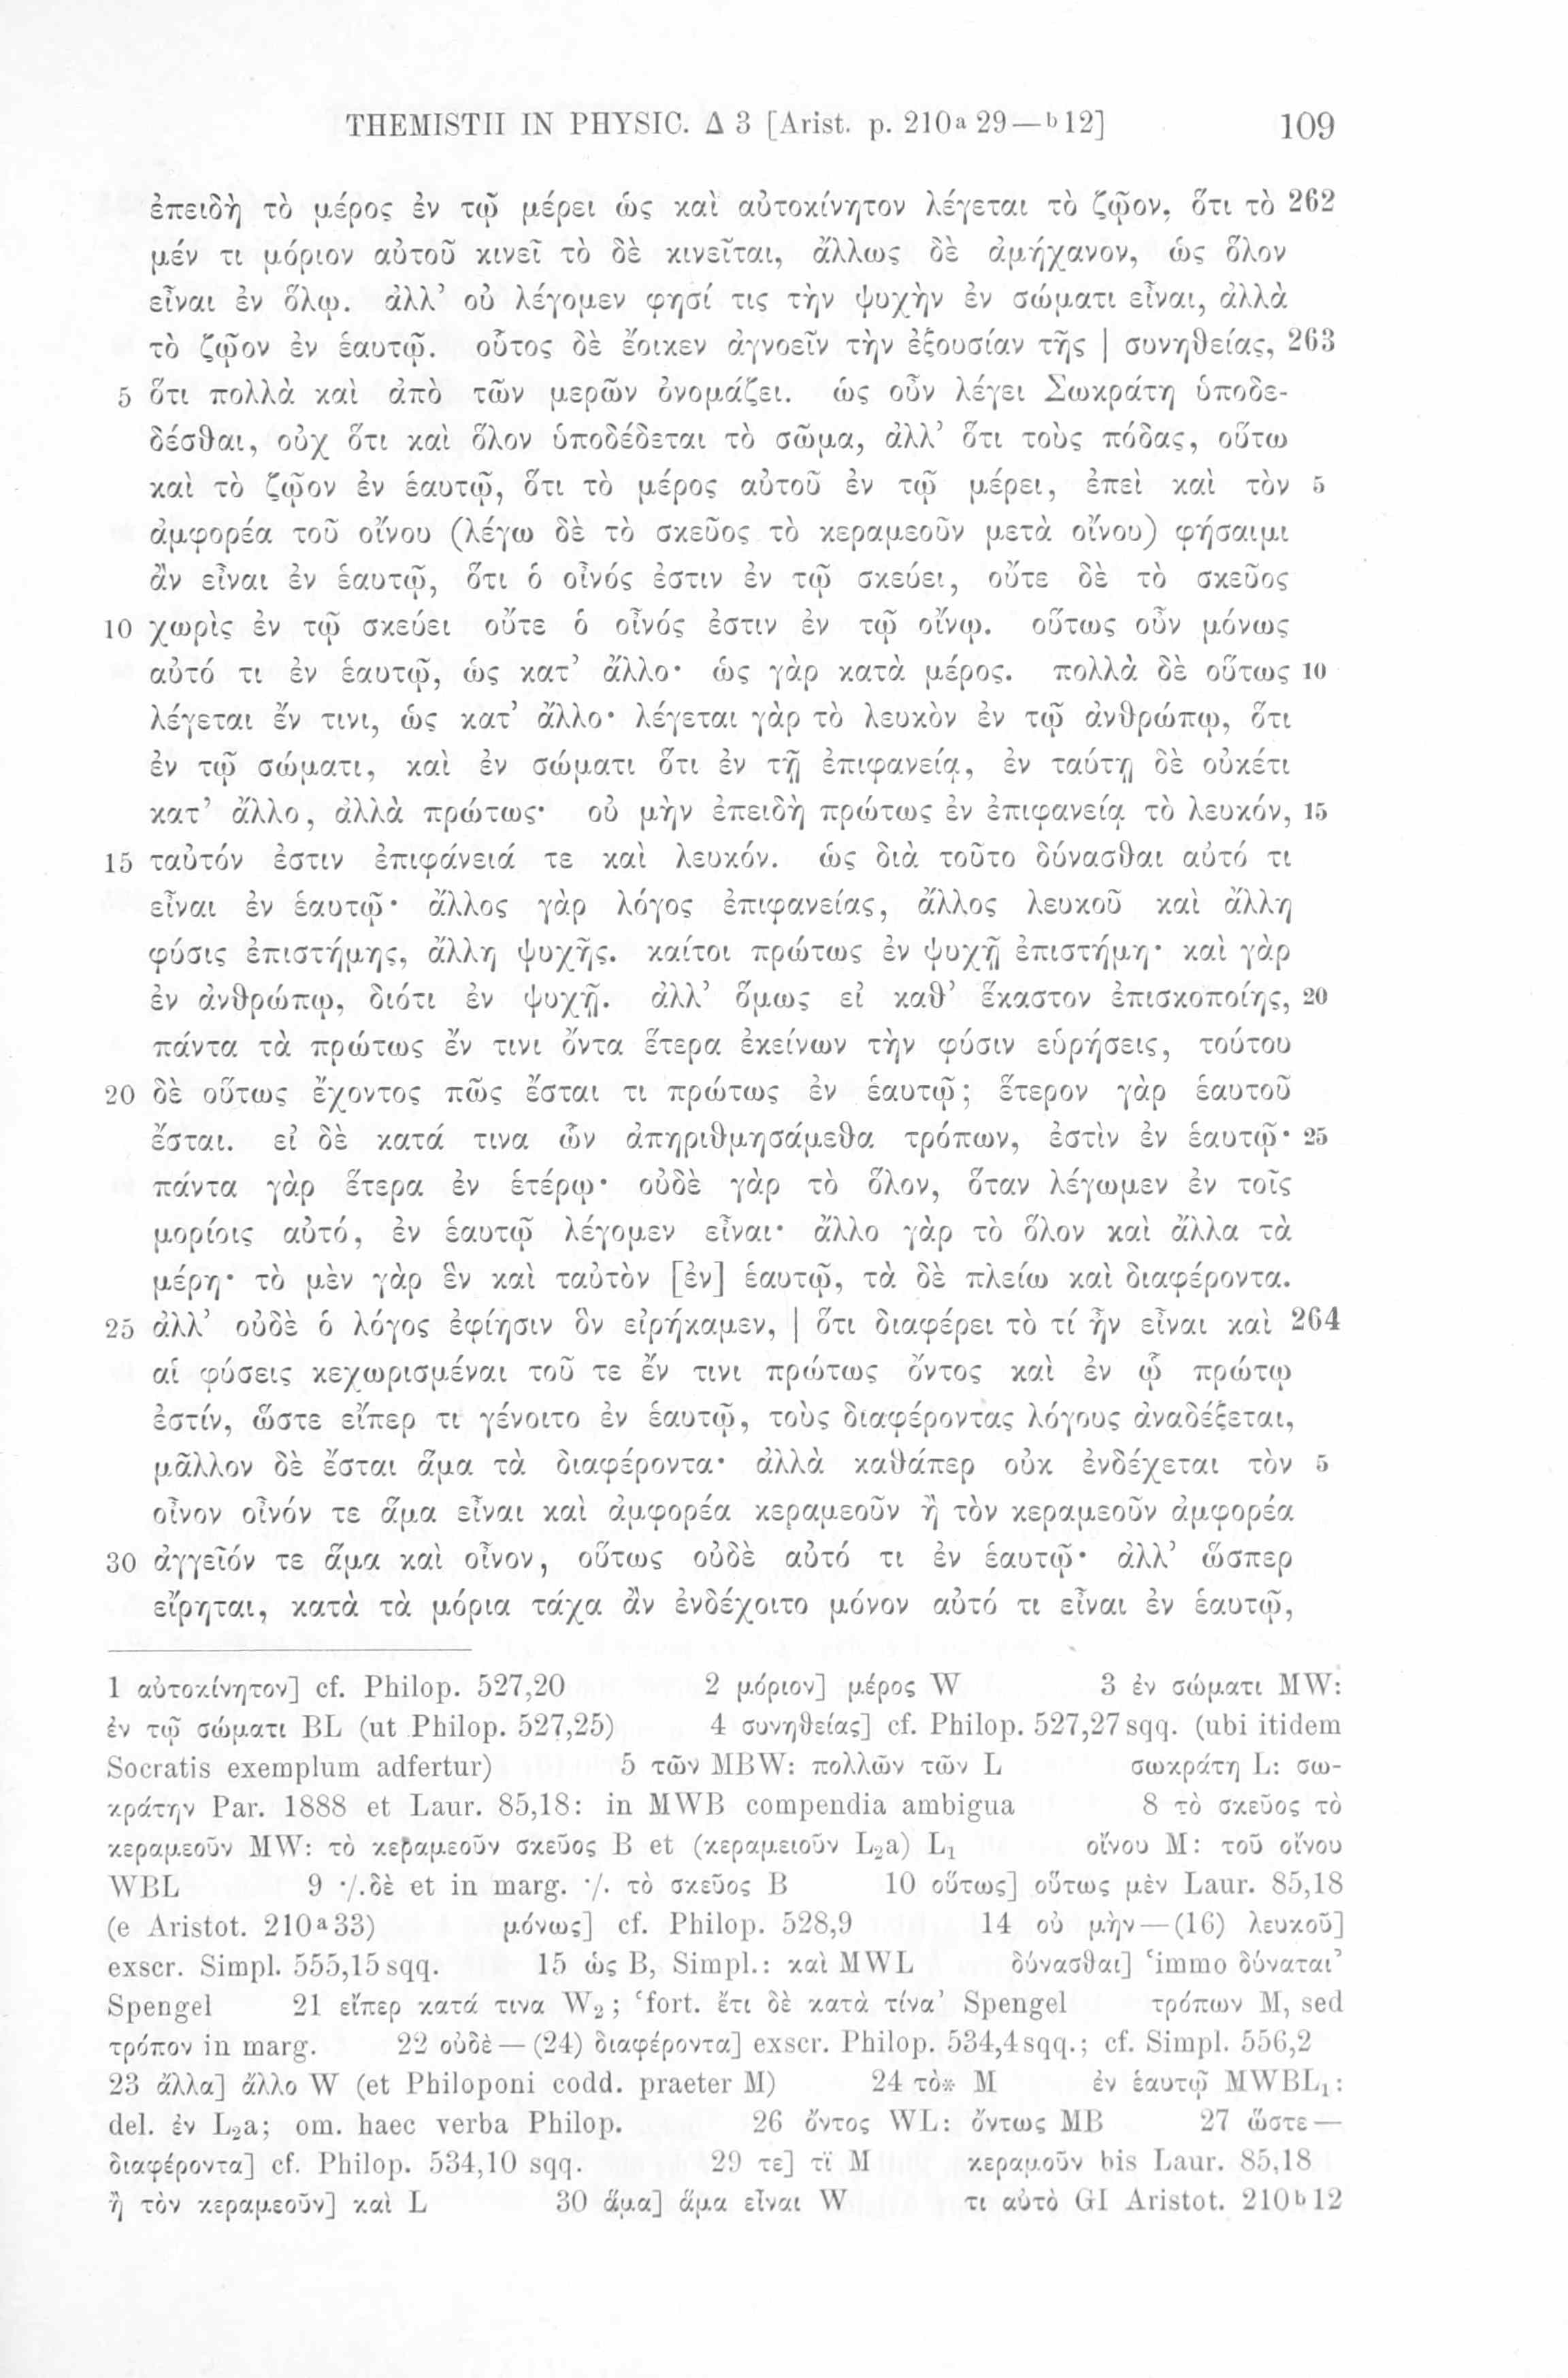 THEMISTII IN PHYSIC. Δ 3 [Arist. p. 210ᵃ 29—ᵇ12] 109
ἐπειδὴ τὸ μέρος ἐν τῷ μέρει ὡς καὶ αὐτοκίνητον λέγεται τὸ ζῷον, ὅτι τὸ 262
μέν τι μόριον αὐτοῦ κινεῖ τὸ δὲ κινεῖται, ἄλλως δὲ ἀμήχανον, ὡς ὅλον
εἶναι ἐν ὅλῳ. ἀλλ’ οὐ λέγομεν φησί τις τὴν ψυχὴν ἐν σώματι εἶναι, ἀλλὰ
τὸ ζῷον ἐν ἑαυτῷ. οὗτος δὲ ἔοικεν ἀγνοεῖν τὴν ἐξουσίαν τῆς | συνηθείας, 263
5 ὅτι πολλὰ καὶ ἀπὸ τῶν μερῶν ὀνομάζει. ὡς οὖν λέγει Σωκράτη ὑποδε-
δέσθαι, οὐχ ὅτι καὶ ὅλον ὑποδέδεται τὸ σῶμα, ἀλλ’ ὅτι τοὺς πόδας, οὕτω
καὶ τὸ ζῷον ἐν ἑαυτῷ, ὅτι τὸ μέρος αὐτοῦ ἐν τῷ μέρει, ἐπεὶ καὶ τὸν 5
ἀμφορέα τοῦ οἴνου (λέγω δὲ τὸ σκεῦος τὸ κεραμεοῦν μετὰ οἴνου) φήσαιμι
ἂν εἶναι ἐν ἑαυτῷ, ὅτι ὁ οἶνός ἐστιν ἐν τῷ σκεύει, οὔτε δὲ τὸ σκεῦος
10 χωρὶς ἐν τῷ σκεύει οὔτε ὁ οἶνός ἐστιν ἐν τῷ οἴνῳ. οὕτως οὖν μόνως
αὐτό τι ἐν ἑαυτῷ, ὡς κατ’ ἄλλο· ὡς γὰρ κατὰ μέρος. πολλὰ δὲ οὕτως 10
λέγεται ἔν τινι, ὡς κατ’ ἄλλο· λέγεται γὰρ τὸ λευκὸν ἐν τῷ ἀνθρώπῳ, ὅτι
ἐν τῷ σώματι, καὶ ἐν σώματι ὅτι ἐν τῇ ἐπιφανείᾳ, ἐν ταύτῃ δὲ οὐκέτι
κατ’ ἄλλο, ἀλλὰ πρώτως· οὐ μὴν ἐπειδὴ πρώτως ἐν ἐπιφανείᾳ τὸ λευκόν, 15
15 ταὐτόν ἐστιν ἐπιφάνειά τε καὶ λευκόν. ὡς διὰ τοῦτο δύνασθαι αὐτό τι
εἶναι ἐν ἑαυτῷ· ἄλλος γὰρ λόγος ἐπιφανείας, ἄλλος λευκοῦ καὶ ἄλλη
φύσις ἐπιστήμης, ἄλλη ψυχῆς. καίτοι πρώτως ἐν ψυχῇ ἐπιστήμη· καὶ γὰρ
ἐν ἀνθρώπῳ, διότι ἐν ψυχῇ. ἀλλ’ ὅμως εἰ καθ’ ἕκαστον ἐπισκοποίης, 20
πάντα τὰ πρώτως ἔν τινι ὄντα ἕτερα ἐκείνων τὴν φύσιν εὑρήσεις, τούτου
20 δὲ οὕτως ἔχοντος πῶς ἔσται τι πρώτως ἐν ἑαυτῷ; ἕτερον γὰρ ἑαυτοῦ
ἔσται. εἰ δὲ κατά τινα ὧν ἀπηριθμησάμεθα τρόπων, ἐστὶν ἐν ἑαυτῷ· 25
πάντα γὰρ ἕτερα ἐν ἑτέρῳ· οὐδὲ γὰρ τὸ ὅλον, ὅταν λέγωμεν ἐν τοῖς
μορίοις αὐτό, ἐν ἑαυτῷ λέγομεν εἶναι· ἄλλο γὰρ τὸ ὅλον καὶ ἄλλα τὰ
μέρη· τὸ μὲν γὰρ ἓν καὶ ταὐτὸν [ἐν] ἑαυτῷ, τὰ δὲ πλείω καὶ διαφέροντα.
25 ἀλλ’ οὐδὲ ὁ λόγος ἐφίησιν ὃν εἰρήκαμεν, | ὅτι διαφέρει τὸ τί ἦν εἶναι καὶ 264
αἱ φύσεις κεχωρισμέναι τοῦ τε ἔν τινι πρώτως ὄντος καὶ ἐν ᾧ πρώτῳ
ἐστίν, ὥστε εἴπερ τι γένοιτο ἐν ἑαυτῷ, τοὺς διαφέροντας λόγους ἀναδέξεται,
μᾶλλον δὲ ἔσται ἅμα τὰ διαφέροντα· ἀλλὰ καθάπερ οὐκ ἐνδέχεται τὸν 5
οἶνον οἶνόν τε ἅμα εἶναι καὶ ἀμφορέα κεραμεοῦν ἢ τὸν κεραμεοῦν ἀμφορέα
30 ἀγγεῖόν τε ἅμα καὶ οἶνον, οὕτως οὐδὲ αὐτό τι ἐν ἑαυτῷ· ἀλλ’ ὥσπερ
εἴρηται, κατὰ τὰ μόρια τάχα ἂν ἐνδέχοιτο μόνον αὐτό τι εἶναι ἐν ἑαυτῷ,
1 αὐτοκίνητον] cf. Philop. 527,20 2 μόριον] μέρος W 3 ἐν σώματι MW:
ἐν τῷ σώματι BL (ut Philop. 527,25) 4 συνηθείας] cf. Philop. 527,27 sqq. (ubi itidem
Socratis exemplum adfertur) 5 τῶν MBW: πολλῶν τῶν L σωκράτη L: σω-
κράτην Par. 1888 et Laur. 85,18: in MWB compendia ambigua 8 τὸ σκεῦος τὸ
κεραμεοῦν MW: τὸ κεραμεοῦν σκεῦος B et (κεραμειοῦν L₂a) L₁ οἴνου M: τοῦ οἴνου
WBL 9 ·/.δὲ et in marg. ·/. τὸ σκεῦος B 10 οὕτως] οὕτως μὲν Laur. 85,18
(e Aristot. 210ᵃ33) μόνως] cf. Philop. 528,9 14 οὐ μὴν—(16) λευκοῦ]
exscr. Simpl. 555,15 sqq. 15 ὡς B, Simpl.: καὶ MWL δύνασθαι] ‘immo δύναται’
Spengel 21 εἴπερ κατά τινα W₂; ‘fort. ἔτι δὲ κατὰ τίνα’ Spengel τρόπων M, sed
τρόπον in marg. 22 οὐδὲ—(24) διαφέροντα] exscr. Philop. 534,4 sqq.; cf. Simpl. 556,2
23 ἄλλα] ἄλλο W (et Philoponi codd. praeter M) 24 τὸ* M ἐν ἑαυτῷ MWBL₁:
del. ἐν L₂a; om. haec verba Philop. 26 ὄντος WL: ὄντως MB 27 ὥστε—
διαφέροντα] cf. Philop. 534,10 sqq. 29 τε] τϊ M κεραμοῦν bis Laur. 85,18
ἢ τὸν κεραμεοῦν] καὶ L 30 ἅμα] ἅμα εἶναι W τι αὐτὸ GI Aristot. 210ᵇ12